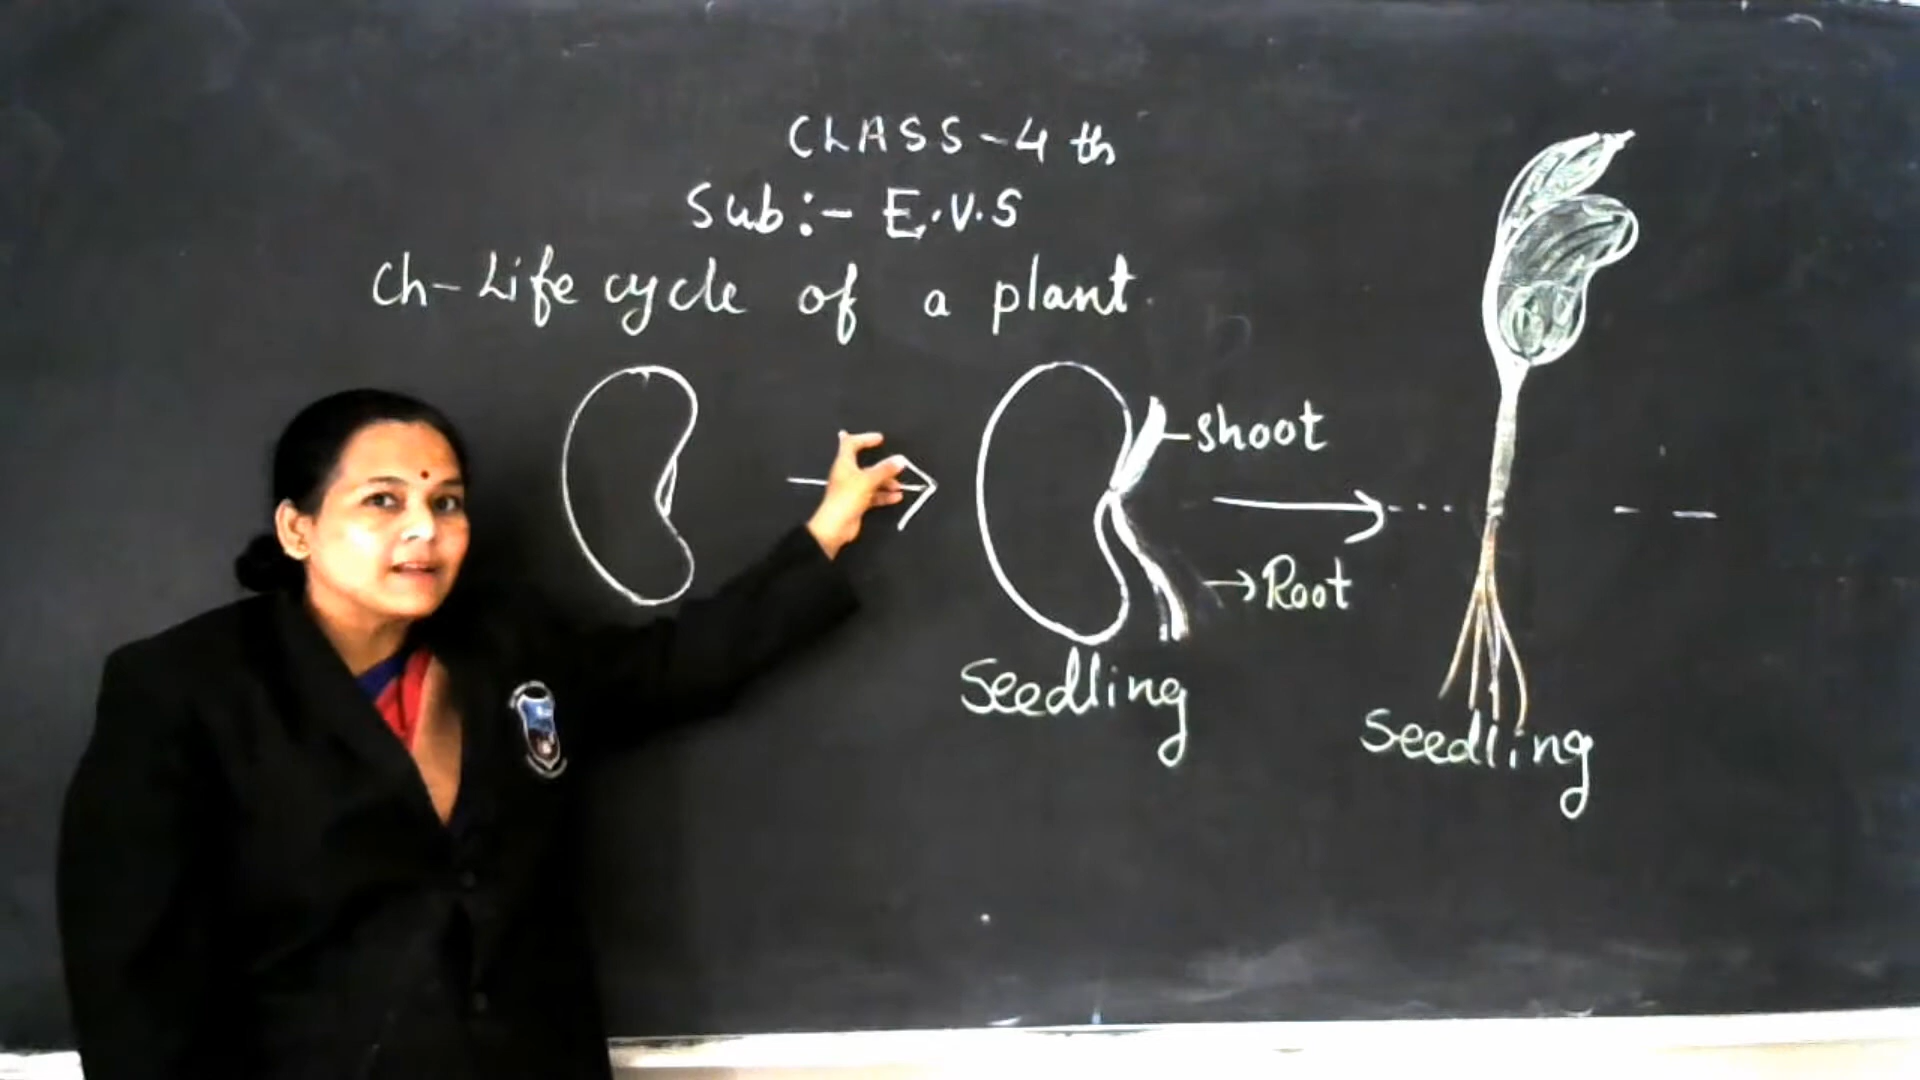 CLASS-4 th
Sub:- E.V.S
Ch-Life cycle of a plant.
shoot
→Root
Seedling
Seedling